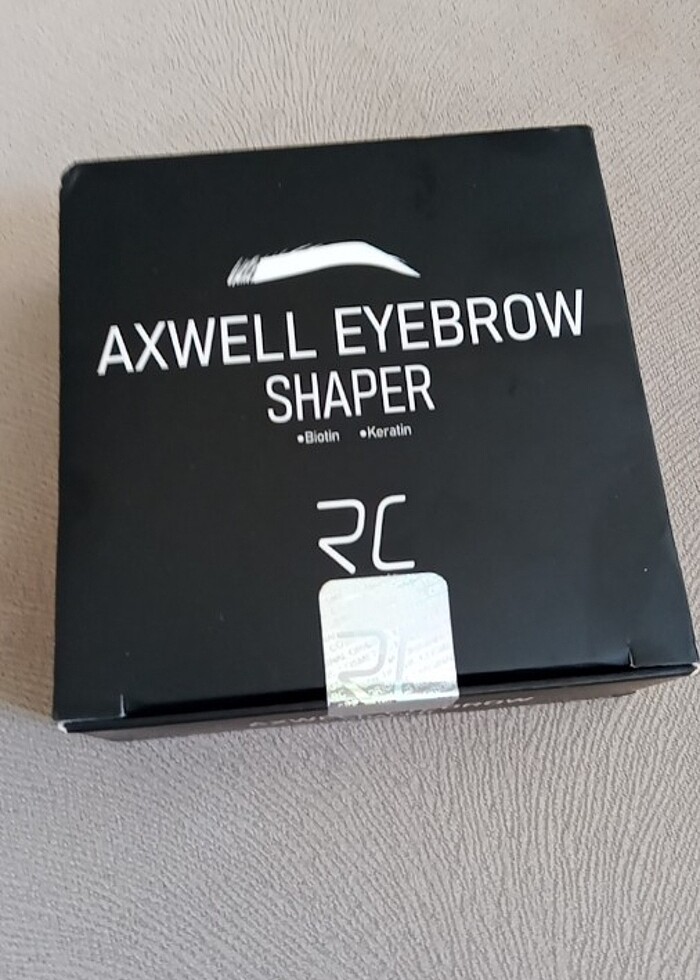 AXWELL EYEBROW
SHAPER
•Biotin •Keratin
RC